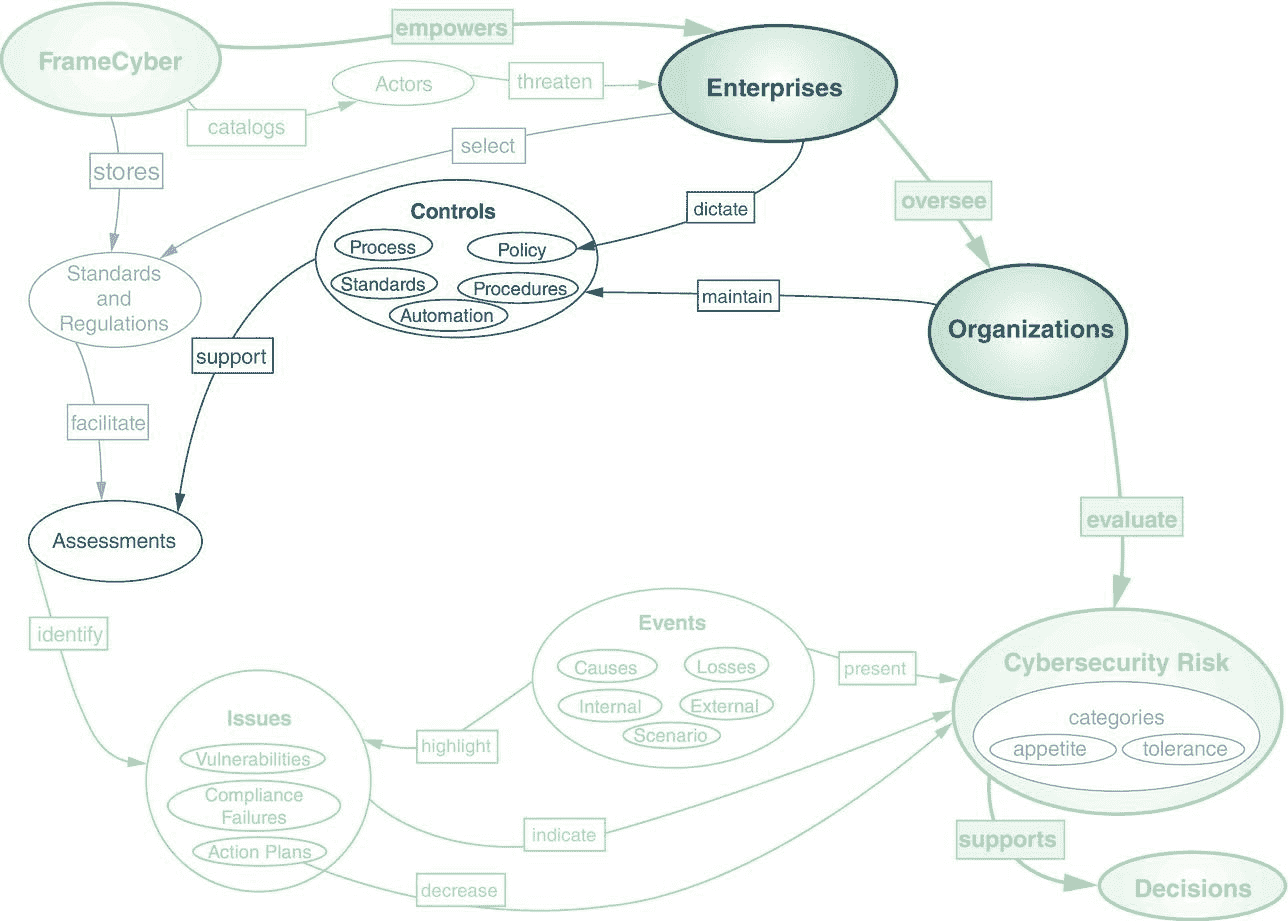 empowers
FrameCyber
Actors
threaten
Enterprises
catalogs
select
stores
oversee
dictate
Controls
Process
Policy
Standards
Procedures
Automation
Standards
and
Regulations
maintain
Organizations
support
facilitate
evaluate
Assessments
identify
Events
Causes
Losses
Internal
External
Scenario
present
Cybersecurity Risk
categories
appetite
tolerance
Issues
Vulnerabilities
Compliance
Failures
Action Plans
highlight
indicate
decrease
supports
Decisions